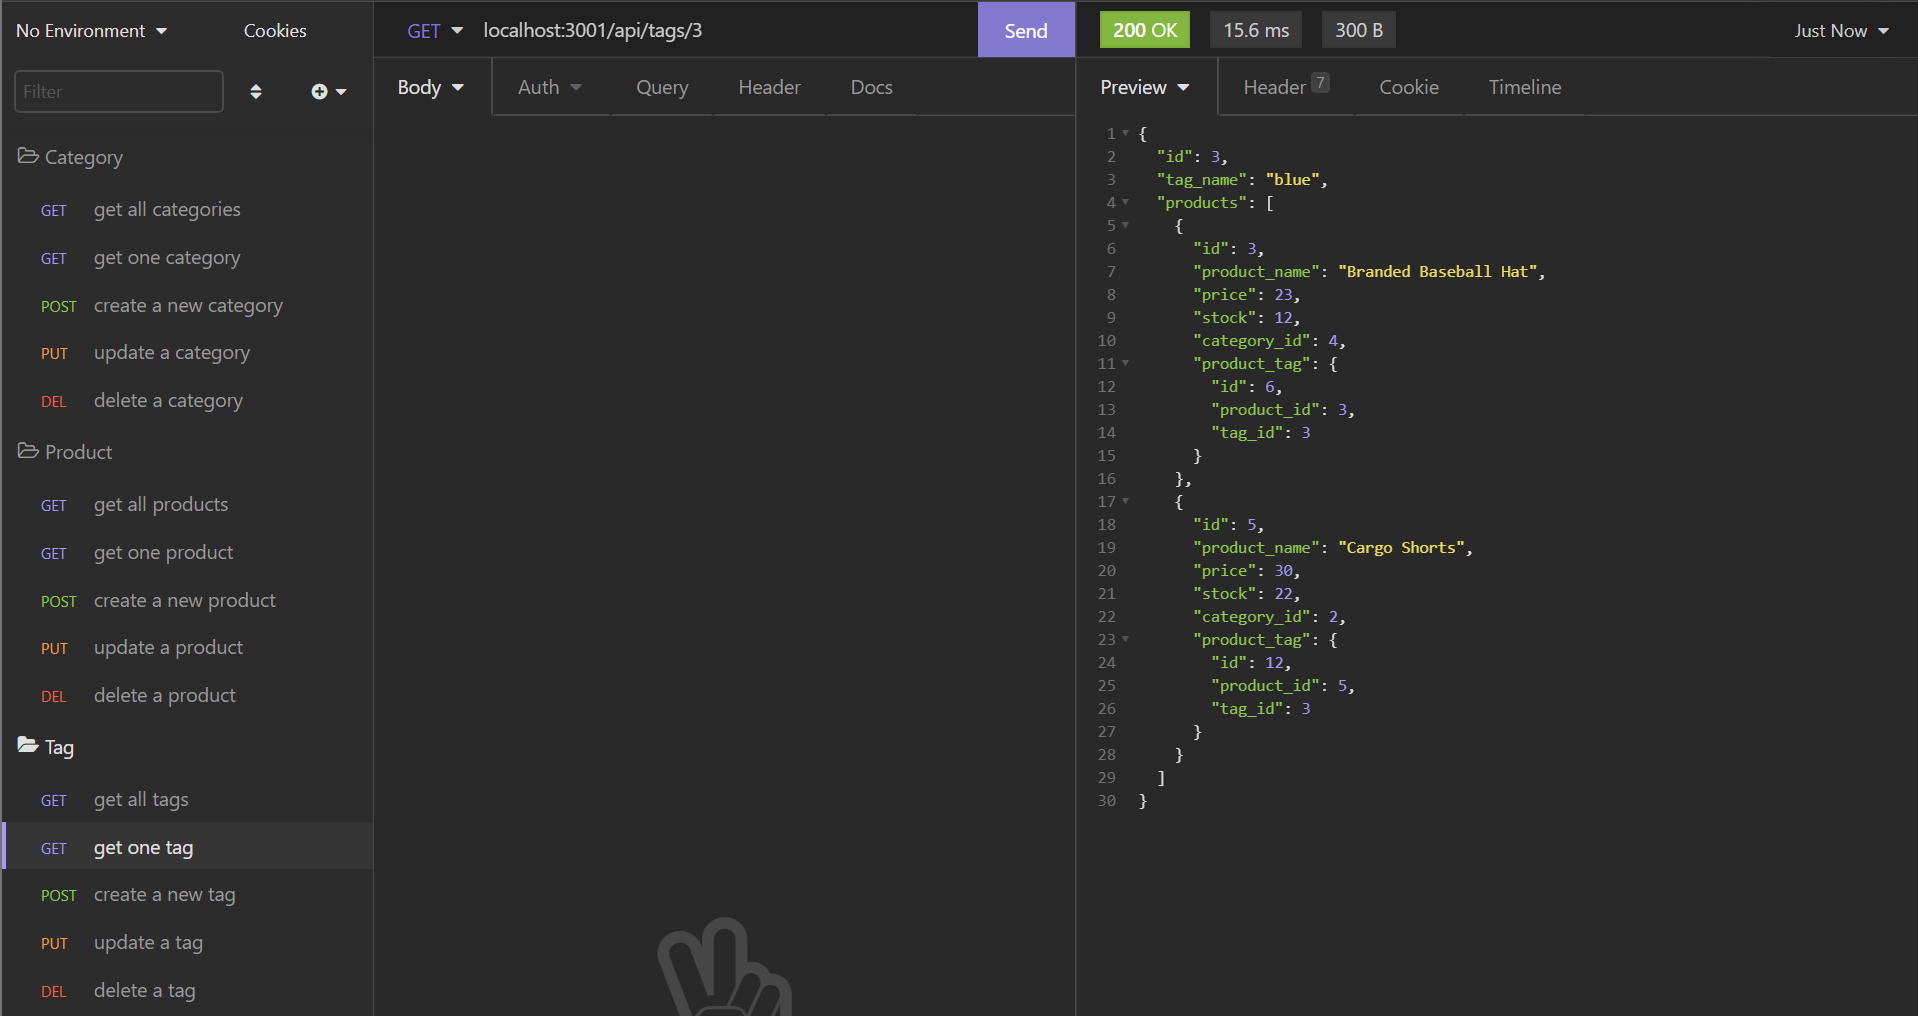 No Environment
Cookies
Filter
Category
GET get all categories
GET get one category
POST create a new category
PUT update a category
DEL delete a category
Product
GET get all products
GET get one product
POST create a new product
PUT update a product
DEL delete a product
Tag
GET get all tags
GET get one tag
POST create a new tag
PUT update a tag
DEL delete a tag
GET localhost:3001/api/tags/3 Send
Body Auth Query Header Docs
200 OK 15.6 ms 300 B Just Now
Preview Header 7 Cookie Timeline
1 {
2 "id": 3,
3 "tag_name": "blue",
4 "products": [
5 {
6 "id": 3,
7 "product_name": "Branded Baseball Hat",
8 "price": 23,
9 "stock": 12,
10 "category_id": 4,
11 "product_tag": {
12 "id": 6,
13 "product_id": 3,
14 "tag_id": 3
15 }
16 },
17 {
18 "id": 5,
19 "product_name": "Cargo Shorts",
20 "price": 30,
21 "stock": 22,
22 "category_id": 2,
23 "product_tag": {
24 "id": 12,
25 "product_id": 5,
26 "tag_id": 3
27 }
28 }
29 ]
30 }